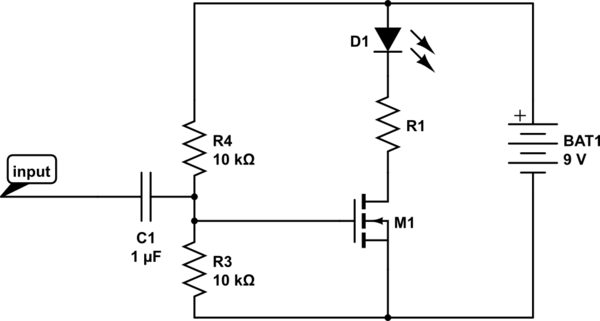 D1
R1
R4
10 kΩ
+
BAT1
9 V
input
M1
C1
1 µF
R3
10 kΩ